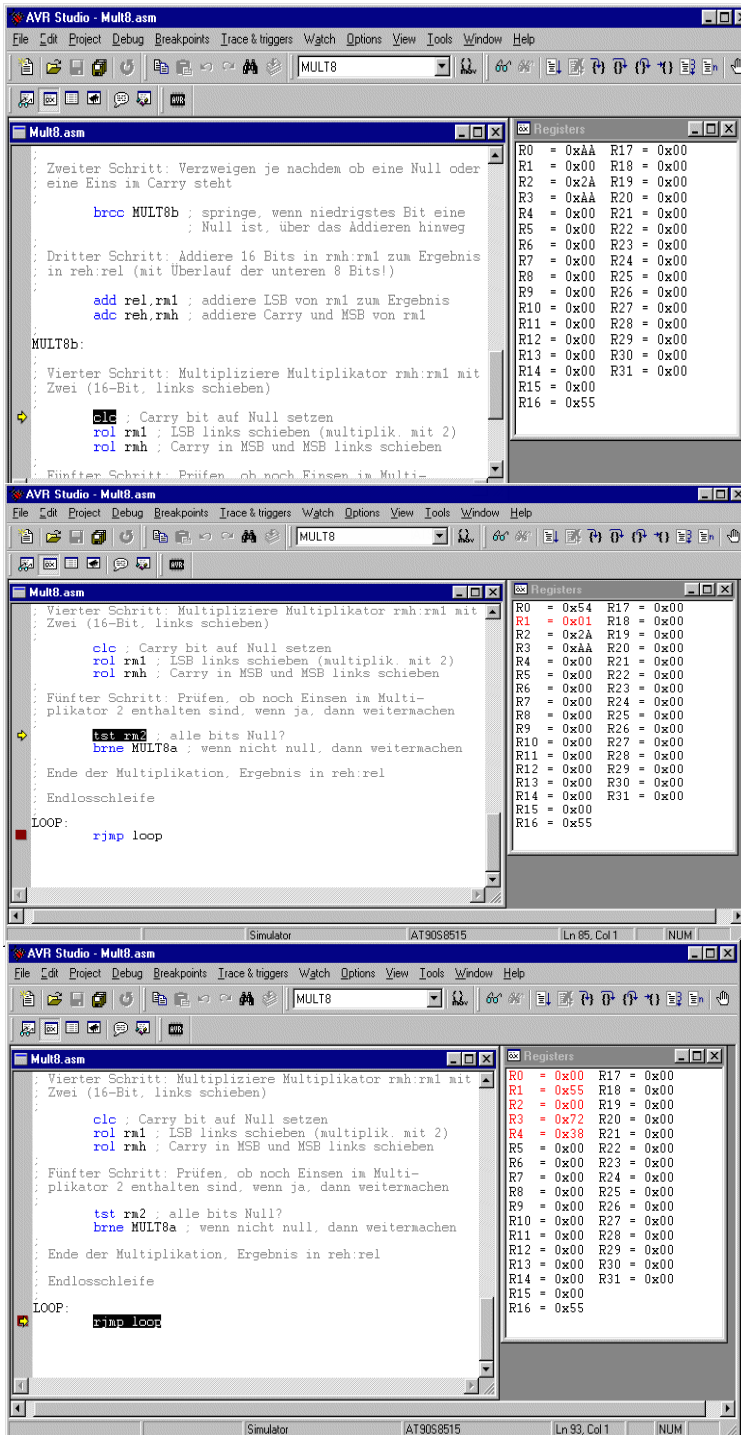 AVR Studio - Mult8.asm
File Edit Project Debug Breakpoints Trace & triggers Watch Options View Tools Window Help
MULT8
AVR
Mult8.asm
;
; Zweiter Schritt: Verzweigen je nachdem ob eine Null oder
; eine Eins im Carry steht
;
brcc MULT8b ; springe, wenn niedrigstes Bit eine
; Null ist, über das Addieren hinweg
;
; Dritter Schritt: Addiere 16 Bits in rmh:rm1 zum Ergebnis
; in reh:rel (mit Überlauf der unteren 8 Bits!)
;
add rel,rm1 ; addiere LSB von rm1 zum Ergebnis
adc reh,rmh ; addiere Carry und MSB von rm1
;
MULT8b:
;
; Vierter Schritt: Multipliziere Multiplikator rmh:rm1 mit
; Zwei (16-Bit, links schieben)
;
clc ; Carry bit auf Null setzen
rol rm1 ; LSB links schieben (multiplik. mit 2)
rol rmh ; Carry in MSB und MSB links schieben
;
; Fünfter Schritt: Prüfen, ob noch Einsen im Multi-
Registers
R0 = 0xAA R17 = 0x00
R1 = 0x00 R18 = 0x00
R2 = 0x2A R19 = 0x00
R3 = 0xAA R20 = 0x00
R4 = 0x00 R21 = 0x00
R5 = 0x00 R22 = 0x00
R6 = 0x00 R23 = 0x00
R7 = 0x00 R24 = 0x00
R8 = 0x00 R25 = 0x00
R9 = 0x00 R26 = 0x00
R10 = 0x00 R27 = 0x00
R11 = 0x00 R28 = 0x00
R12 = 0x00 R29 = 0x00
R13 = 0x00 R30 = 0x00
R14 = 0x00 R31 = 0x00
R15 = 0x00
R16 = 0x55
AVR Studio - Mult8.asm
File Edit Project Debug Breakpoints Trace & triggers Watch Options View Tools Window Help
MULT8
AVR
Mult8.asm
; Vierter Schritt: Multipliziere Multiplikator rmh:rm1 mit
; Zwei (16-Bit, links schieben)
;
clc ; Carry bit auf Null setzen
rol rm1 ; LSB links schieben (multiplik. mit 2)
rol rmh ; Carry in MSB und MSB links schieben
;
; Fünfter Schritt: Prüfen, ob noch Einsen im Multi-
; plikator 2 enthalten sind, wenn ja, dann weitermachen
;
tst rm2 ; alle bits Null?
brne MULT8a ; wenn nicht null, dann weitermachen
;
; Ende der Multiplikation, Ergebnis in reh:rel
;
; Endlosschleife
;
LOOP:
rjmp loop
Registers
R0 = 0x54 R17 = 0x00
R1 = 0x01 R18 = 0x00
R2 = 0x2A R19 = 0x00
R3 = 0xAA R20 = 0x00
R4 = 0x00 R21 = 0x00
R5 = 0x00 R22 = 0x00
R6 = 0x00 R23 = 0x00
R7 = 0x00 R24 = 0x00
R8 = 0x00 R25 = 0x00
R9 = 0x00 R26 = 0x00
R10 = 0x00 R27 = 0x00
R11 = 0x00 R28 = 0x00
R12 = 0x00 R29 = 0x00
R13 = 0x00 R30 = 0x00
R14 = 0x00 R31 = 0x00
R15 = 0x00
R16 = 0x55
Simulator AT90S8515 Ln 85, Col 1 NUM
AVR Studio - Mult8.asm
File Edit Project Debug Breakpoints Trace & triggers Watch Options View Tools Window Help
MULT8
AVR
Mult8.asm
; Vierter Schritt: Multipliziere Multiplikator rmh:rm1 mit
; Zwei (16-Bit, links schieben)
;
clc ; Carry bit auf Null setzen
rol rm1 ; LSB links schieben (multiplik. mit 2)
rol rmh ; Carry in MSB und MSB links schieben
;
; Fünfter Schritt: Prüfen, ob noch Einsen im Multi-
; plikator 2 enthalten sind, wenn ja, dann weitermachen
;
tst rm2 ; alle bits Null?
brne MULT8a ; wenn nicht null, dann weitermachen
;
; Ende der Multiplikation, Ergebnis in reh:rel
;
; Endlosschleife
;
LOOP:
rjmp loop
Registers
R0 = 0x00 R17 = 0x00
R1 = 0x55 R18 = 0x00
R2 = 0x00 R19 = 0x00
R3 = 0x72 R20 = 0x00
R4 = 0x38 R21 = 0x00
R5 = 0x00 R22 = 0x00
R6 = 0x00 R23 = 0x00
R7 = 0x00 R24 = 0x00
R8 = 0x00 R25 = 0x00
R9 = 0x00 R26 = 0x00
R10 = 0x00 R27 = 0x00
R11 = 0x00 R28 = 0x00
R12 = 0x00 R29 = 0x00
R13 = 0x00 R30 = 0x00
R14 = 0x00 R31 = 0x00
R15 = 0x00
R16 = 0x55
Simulator AT90S8515 Ln 93, Col 1 NUM